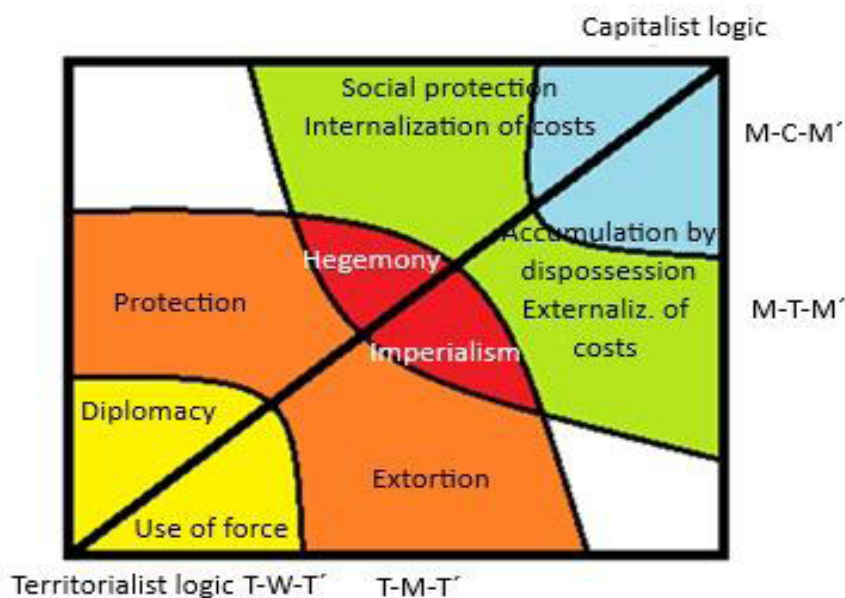 Capitalist logic
Social protection
Internalization of costs
M-C-M´
Accumulation by
dispossession
Externaliz. of
costs
M-T-M´
Hegemony
Protection
Imperialism
Diplomacy
Extortion
Use of force
Territorialist logic T-W-T´
T-M-T´